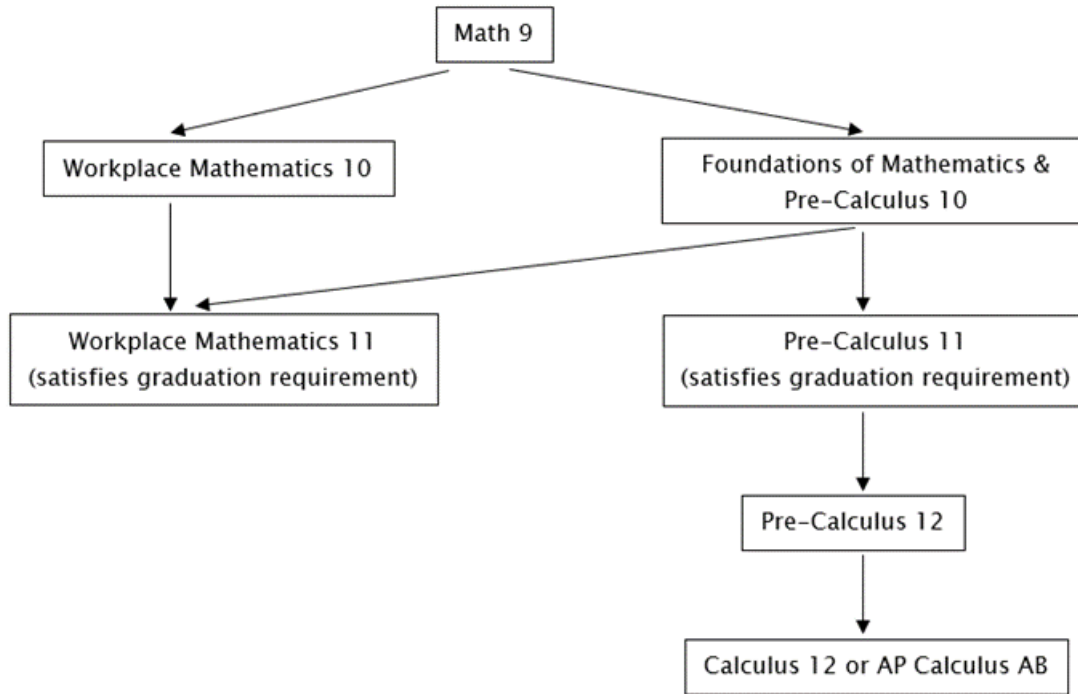 Math 9
Workplace Mathematics 10
Foundations of Mathematics &
Pre-Calculus 10
Workplace Mathematics 11
(satisfies graduation requirement)
Pre-Calculus 11
(satisfies graduation requirement)
Pre-Calculus 12
Calculus 12 or AP Calculus AB